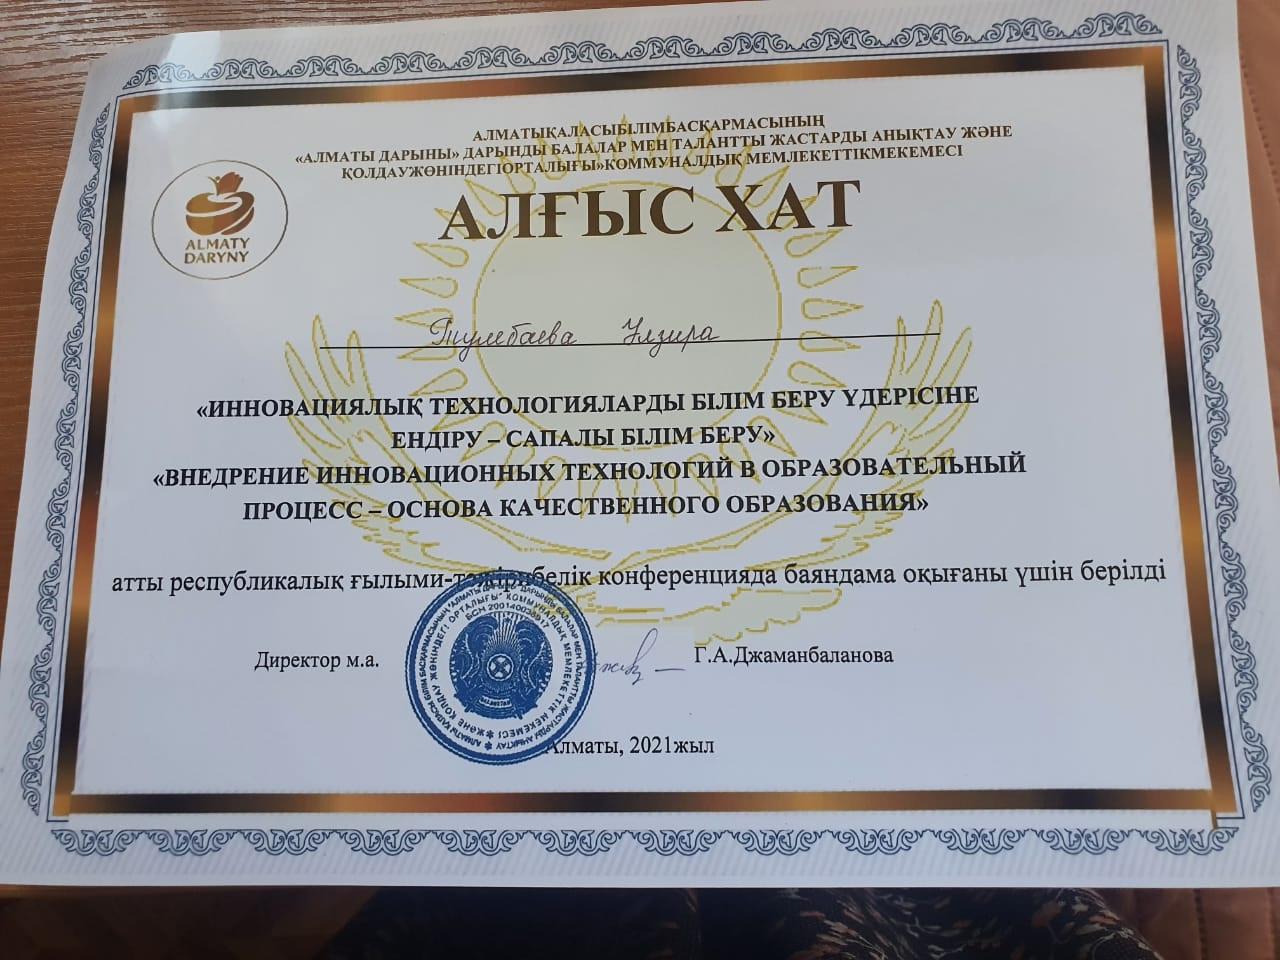 АЛМАТЫҚАЛАСЫБІЛІМБАСҚАРМАСЫНЫҢ
«АЛМАТЫ ДАРЫНЫ» ДАРЫНДЫ БАЛАЛАР МЕН ТАЛАНТТЫ ЖАСТАРДЫ АНЫҚТАУ ЖӘНЕ
ҚОЛДАУЖӨНІНДЕГІОРТАЛЫҒЫ»КОММУНАЛДЫҚ МЕМЛЕКЕТТІКМЕКЕМЕСІ
АЛҒЫС ХАТ
ALMATY
DARYNY
Тулебаева Улзира
«ИННОВАЦИЯЛЫҚ ТЕХНОЛОГИЯЛАРДЫ БІЛІМ БЕРУ ҮДЕРІСІНЕ
ЕНДІРУ – САПАЛЫ БІЛІМ БЕРУ»
«ВНЕДРЕНИЕ ИННОВАЦИОННЫХ ТЕХНОЛОГИЙ В ОБРАЗОВАТЕЛЬНЫЙ
ПРОЦЕСС – ОСНОВА КАЧЕСТВЕННОГО ОБРАЗОВАНИЯ»
атты республикалық ғылыми-тәжірибелік конференцияда баяндама оқығаны үшін берілді
Директор м.а.
Г.А.Джаманбаланова
Алматы, 2021жыл